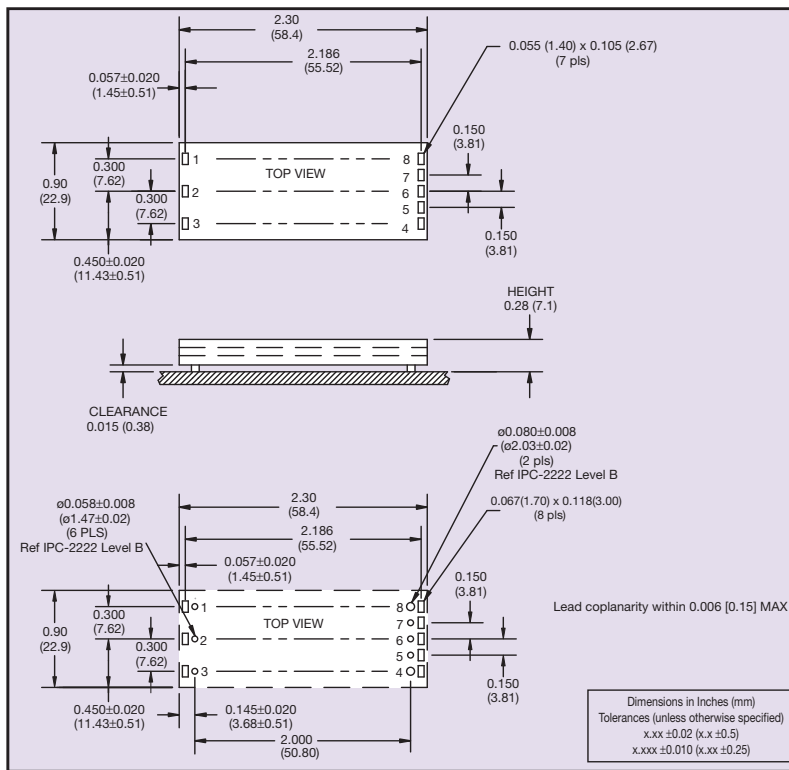 2.30
(58.4)
2.186
(55.52)
0.055 (1.40) x 0.105 (2.67)
(7 pls)
0.057±0.020
(1.45±0.51)
0.150
(3.81)
0.90
(22.9)
0.300
(7.62)
0.300
(7.62)
1
2
3
TOP VIEW
8
7
6
5
4
0.150
(3.81)
0.450±0.020
(11.43±0.51)
HEIGHT
0.28 (7.1)
CLEARANCE
0.015 (0.38)
ø0.080±0.008
(ø2.03±0.02)
(2 pls)
Ref IPC-2222 Level B
ø0.058±0.008
(ø1.47±0.02)
(6 PLS)
Ref IPC-2222 Level B
2.30
(58.4)
0.067(1.70) x 0.118(3.00)
(8 pls)
2.186
(55.52)
0.057±0.020
(1.45±0.51)
0.150
(3.81)
Lead coplanarity within 0.006 [0.15] MAX
0.90
(22.9)
0.300
(7.62)
0.300
(7.62)
1
2
3
TOP VIEW
8
7
6
5
4
0.150
(3.81)
0.450±0.020
(11.43±0.51)
0.145±0.020
(3.68±0.51)
2.000
(50.80)
Dimensions in Inches (mm)
Tolerances (unless otherwise specified)
x.xx ±0.02 (x.x ±0.5)
x.xxx ±0.010 (x.xx ±0.25)